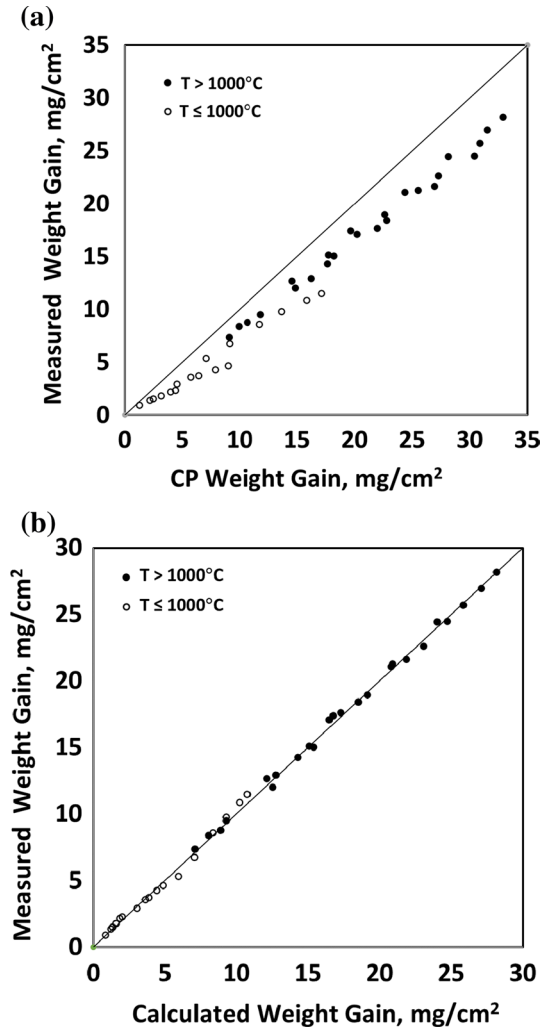 (a)
35
30
25
20
15
10
5
0
Measured Weight Gain, mg/cm²
● T > 1000°C
○ T ≤ 1000°C
0 5 10 15 20 25 30 35
CP Weight Gain, mg/cm²
(b)
30
25
20
15
10
5
0
Measured Weight Gain, mg/cm²
● T > 1000°C
○ T ≤ 1000°C
0 5 10 15 20 25 30
Calculated Weight Gain, mg/cm²